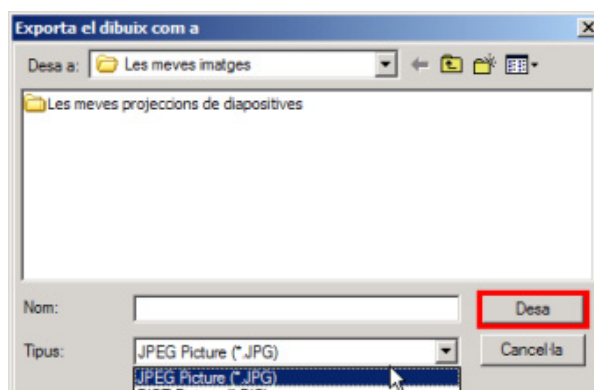 Exporta el dibuix com a
Desa a: Les meves imatges
Les meves projeccions de diapositives
Nom: Desa
Tipus: JPEG Picture (*.JPG) Cancel·la
JPEG Picture (*.JPG)